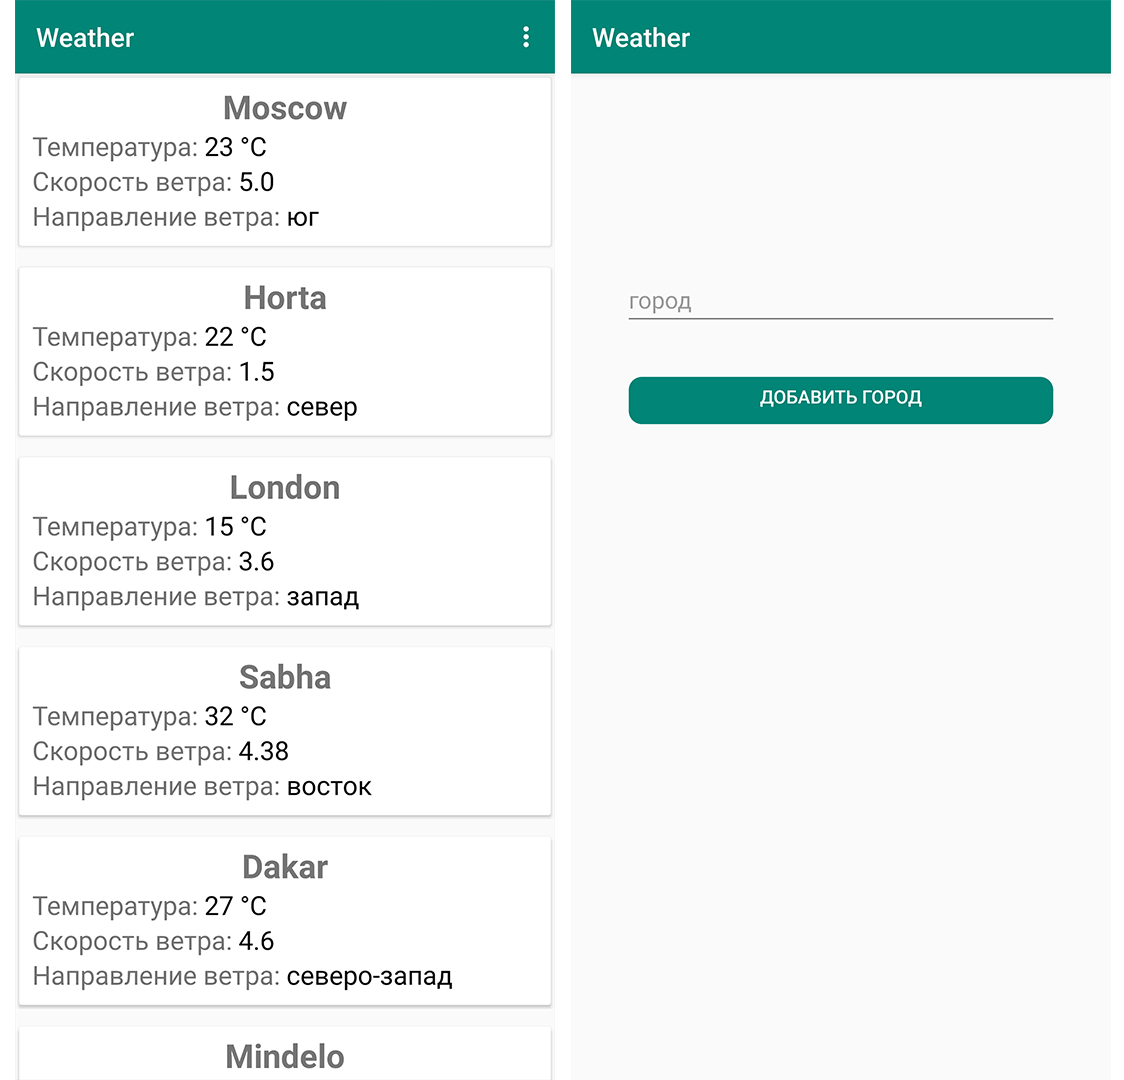 Weather
Moscow
Температура: 23 °C
Скорость ветра: 5.0
Направление ветра: юг
Horta
Температура: 22 °C
Скорость ветра: 1.5
Направление ветра: север
London
Температура: 15 °C
Скорость ветра: 3.6
Направление ветра: запад
Sabha
Температура: 32 °C
Скорость ветра: 4.38
Направление ветра: восток
Dakar
Температура: 27 °C
Скорость ветра: 4.6
Направление ветра: северо-запад
Mindelo
Weather
город
ДОБАВИТЬ ГОРОД